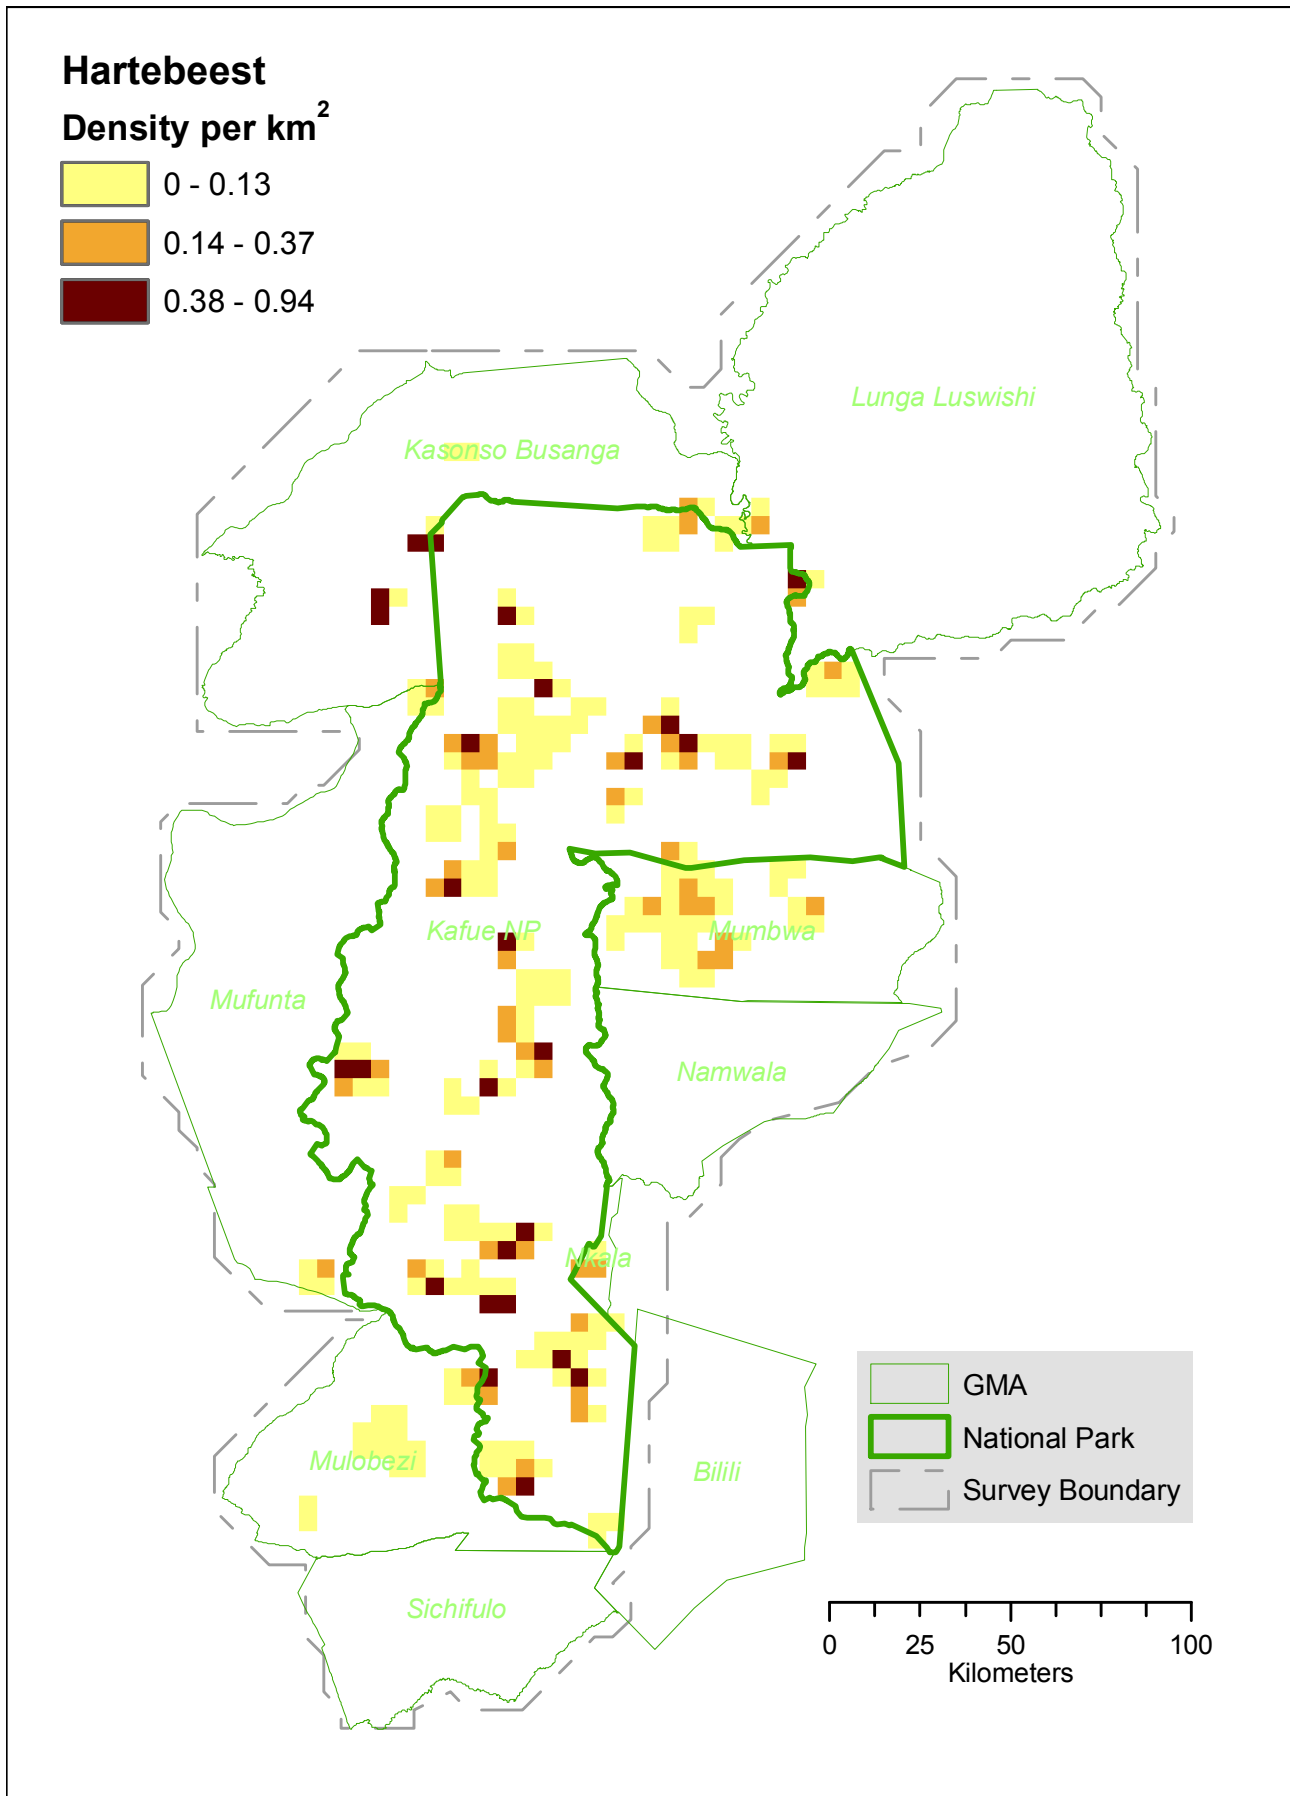 Hartebeest
Density per km²
0 - 0.13
0.14 - 0.37
0.38 - 0.94
Lunga Luswishi
Kasonso Busanga
Kafue NP
Mumbwa
Mufunta
Namwala
Nkala
Mulobezi
Bilili
Sichifulo
GMA
National Park
Survey Boundary
0 25 50 100
Kilometers